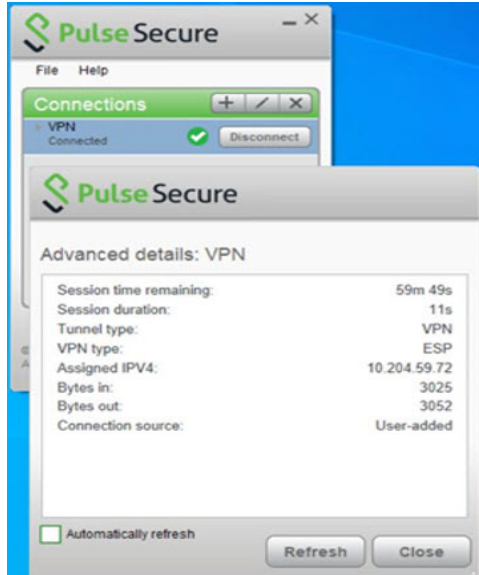 Pulse Secure
File Help
Connections
VPN
Connected
Disconnect
Pulse Secure
Advanced details: VPN
Session time remaining: 59m 49s
Session duration: 11s
Tunnel type: VPN
VPN type: ESP
Assigned IPV4: 10.204.59.72
Bytes in: 3025
Bytes out: 3052
Connection source: User-added
Automatically refresh
Refresh Close